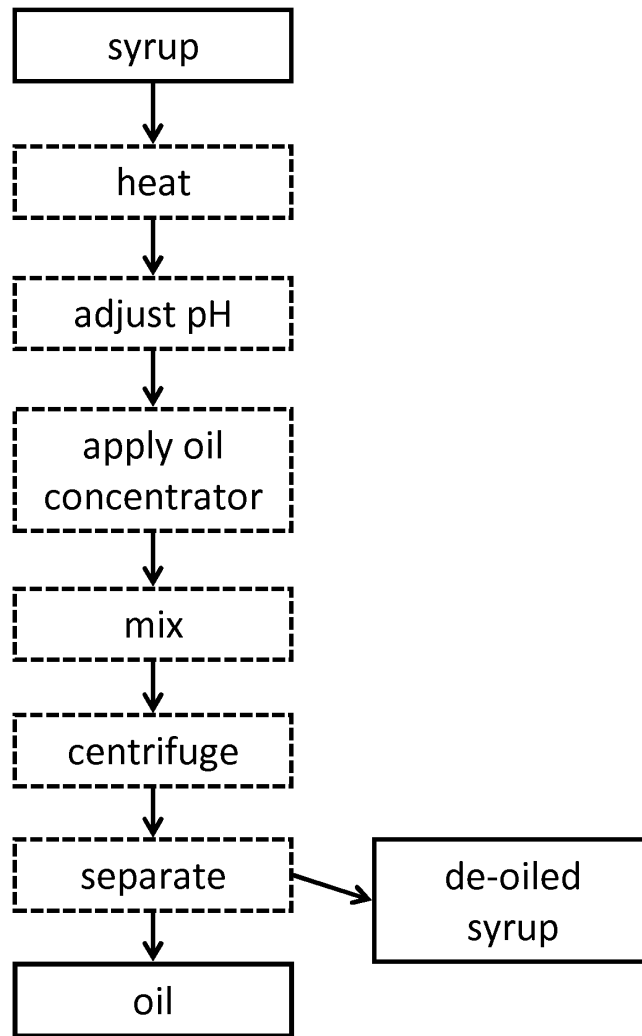 syrup
heat
adjust pH
apply oil
concentrator
mix
centrifuge
separate
de-oiled
syrup
oil